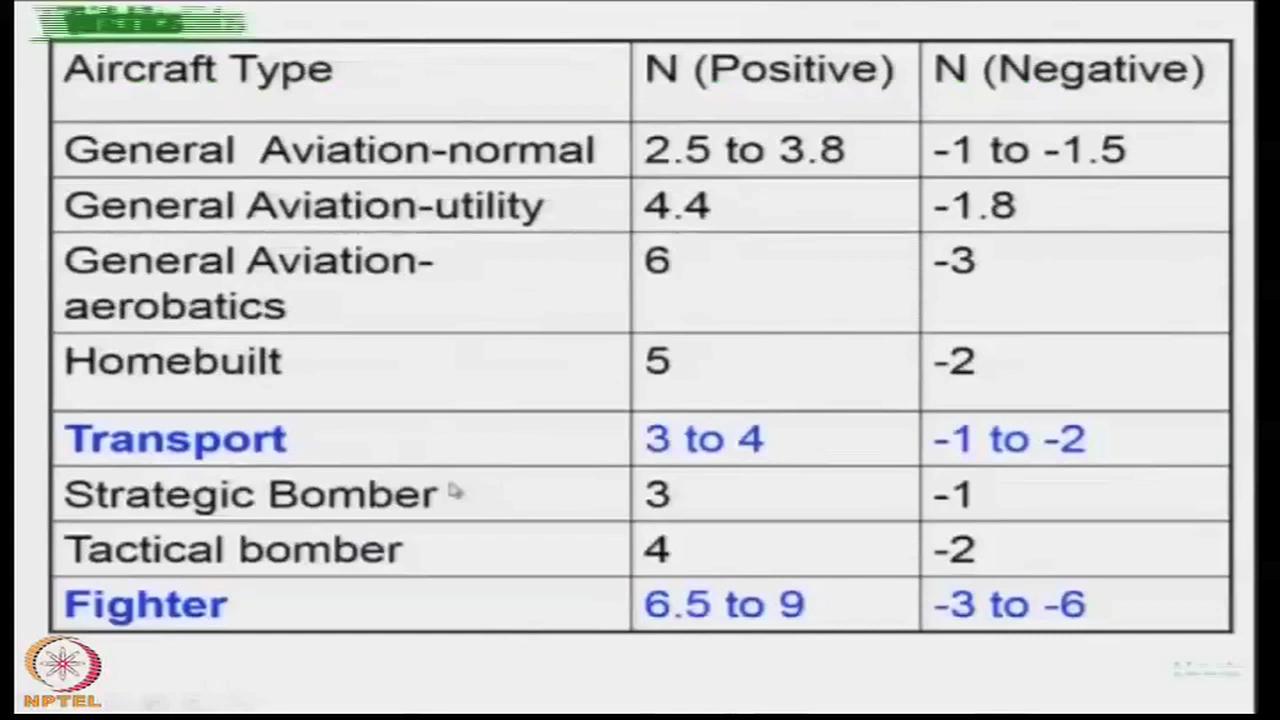 Aircraft Type N (Positive) N (Negative)
General Aviation-normal 2.5 to 3.8 -1 to -1.5
General Aviation-utility 4.4 -1.8
General Aviation-
aerobatics 6 -3
Homebuilt 5 -2
Transport 3 to 4 -1 to -2
Strategic Bomber 3 -1
Tactical bomber 4 -2
Fighter 6.5 to 9 -3 to -6
NPTEL